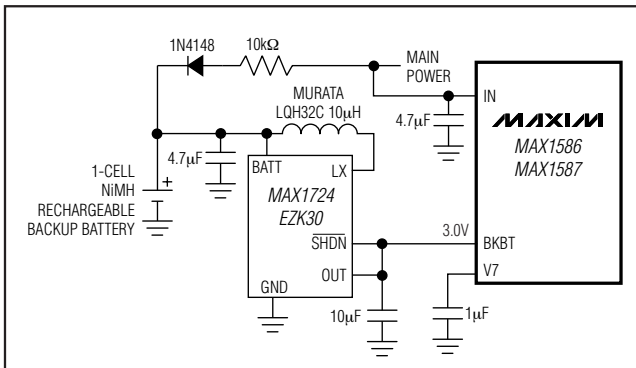 1N4148
10kΩ
MAIN
POWER
MURATA
LQH32C 10µH
IN
4.7µF
MAXIM
MAX1586
MAX1587
4.7µF
BATT
LX
1-CELL
NiMH
RECHARGEABLE
BACKUP BATTERY
+
MAX1724
EZK30
SHDN
3.0V
BKBT
OUT
V7
GND
10µF
1µF